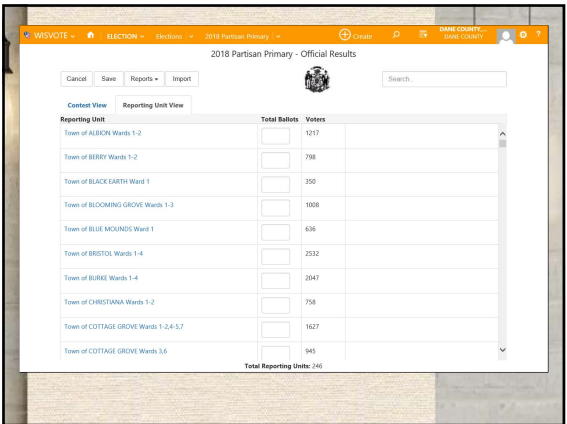 WISVOTE ELECTION Elections 2018 Partisan Primary Create DANE COUNTY,... DANE COUNTY ?
2018 Partisan Primary - Official Results
Cancel Save Reports Import Search...
Contest View Reporting Unit View
Reporting Unit Total Ballots Voters
Town of ALBION Wards 1-2 1217
Town of BERRY Wards 1-2 798
Town of BLACK EARTH Ward 1 350
Town of BLOOMING GROVE Wards 1-3 1008
Town of BLUE MOUNDS Ward 1 636
Town of BRISTOL Wards 1-4 2532
Town of BURKE Wards 1-4 2047
Town of CHRISTIANA Wards 1-2 758
Town of COTTAGE GROVE Wards 1-2,4-5,7 1627
Town of COTTAGE GROVE Wards 3,6 945
Total Reporting Units: 246